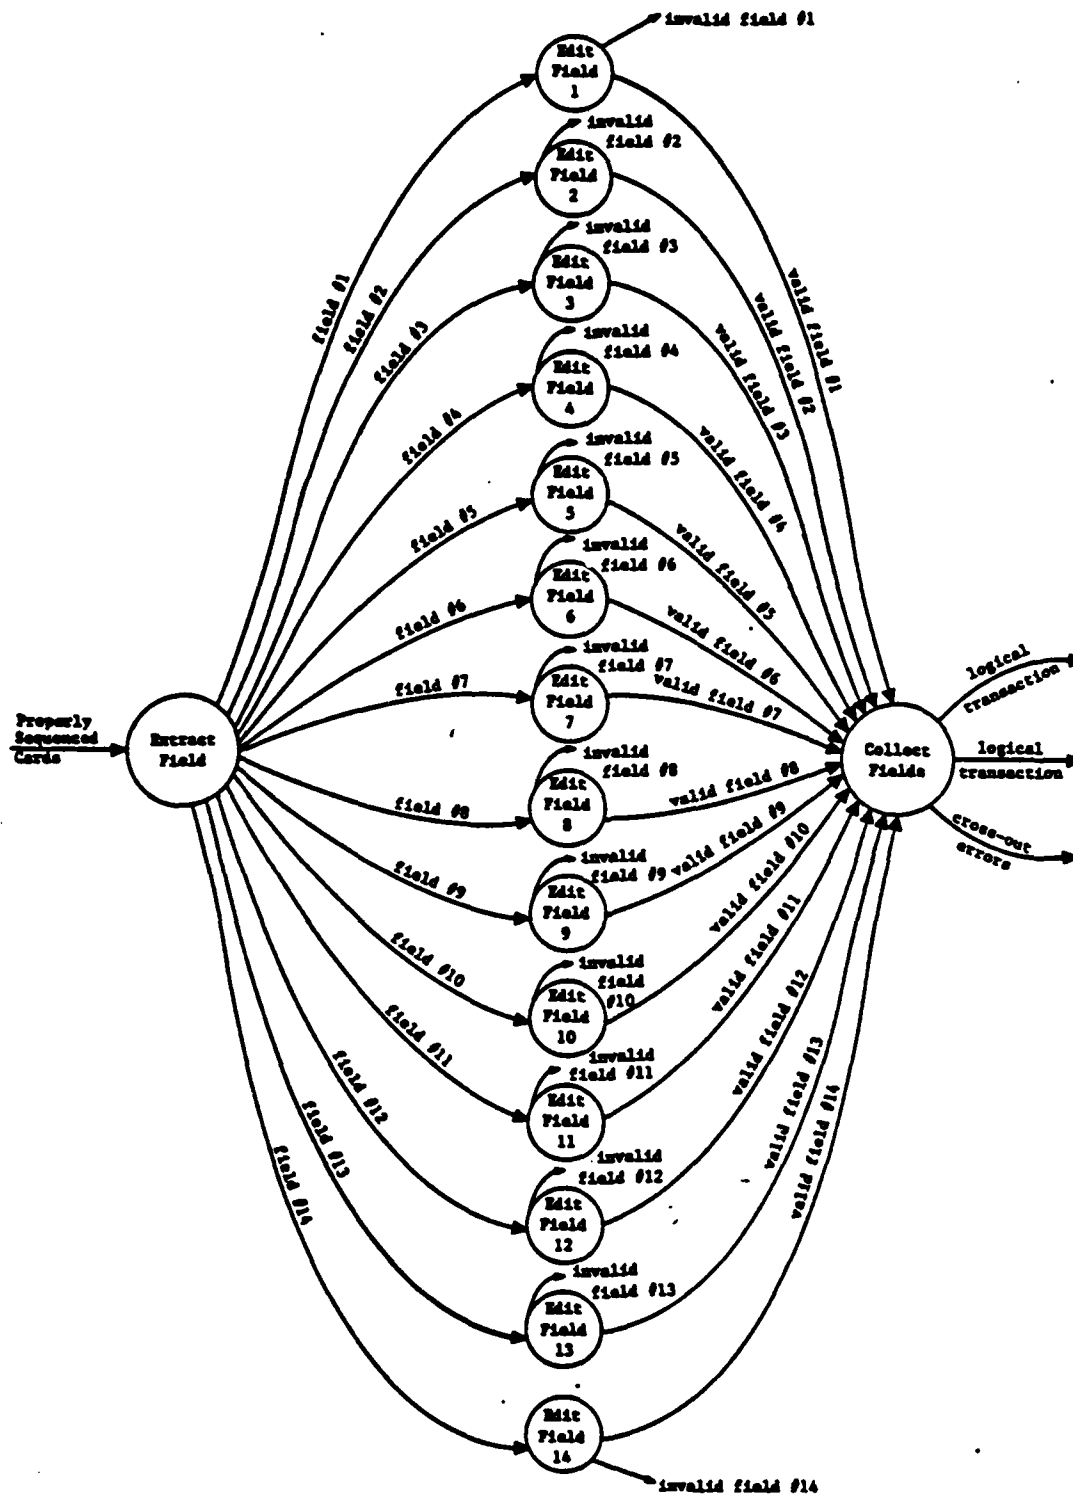 invalid field #1
Edit
Field
1
invalid
field #2
Edit
Field
2
invalid
field #3
Edit
Field
3
invalid
field #4
Edit
Field
4
invalid
field #5
Edit
Field
5
invalid
field #6
Edit
Field
6
invalid
field #7
Edit
Field
7
invalid
field #8
Edit
Field
8
invalid
field #9
Edit
Field
9
invalid
field
#10
Edit
Field
10
invalid
field #11
Edit
Field
11
invalid
field #12
Edit
Field
12
invalid
field #13
Edit
Field
13
Edit
Field
14
invalid field #14
field #1
field #2
field #3
field #4
field #5
field #6
field #7
field #8
field #9
field #10
field #11
field #12
field #13
field #14
Properly
Sequenced
Cards
Extract
Field
valid field #1
valid field #2
valid field #3
valid field #4
valid field #5
valid field #6
valid field #7
valid field #8
valid field #9
valid field #10
valid field #11
valid field #12
valid field #13
valid field #14
Collect
Fields
logical
transaction
logical
transaction
cross-out
errors